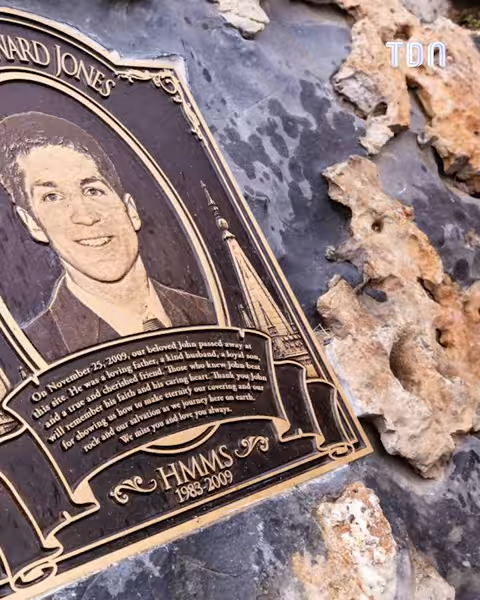 TDN
WARD JONES
On November 25, 2009, our beloved John passed away at
this site. He was a loving father, a kind husband, a loyal son,
and a true and cherished friend. Those who knew John best
will remember his faith and his caring heart. Thank you John
for showing us how to make eternity our covering and our
rock and our salvation as we journey here on earth.
We miss you and love you always.
HMMS
1983-2009